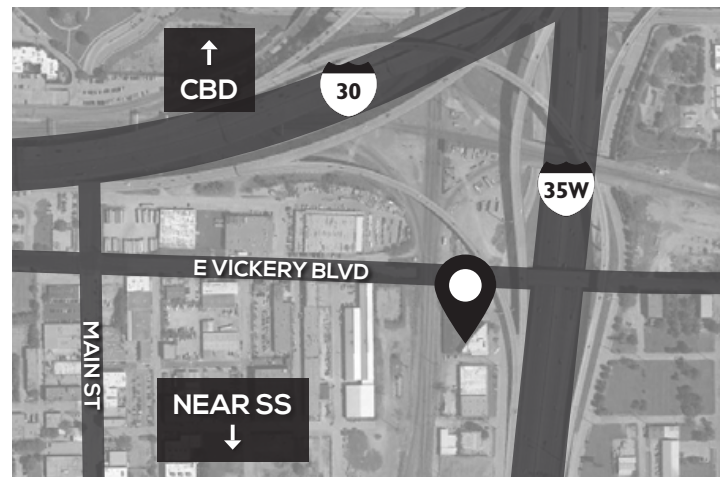 ↑
CBD
30
35W
E VICKERY BLVD
MAIN ST
NEAR SS
↓